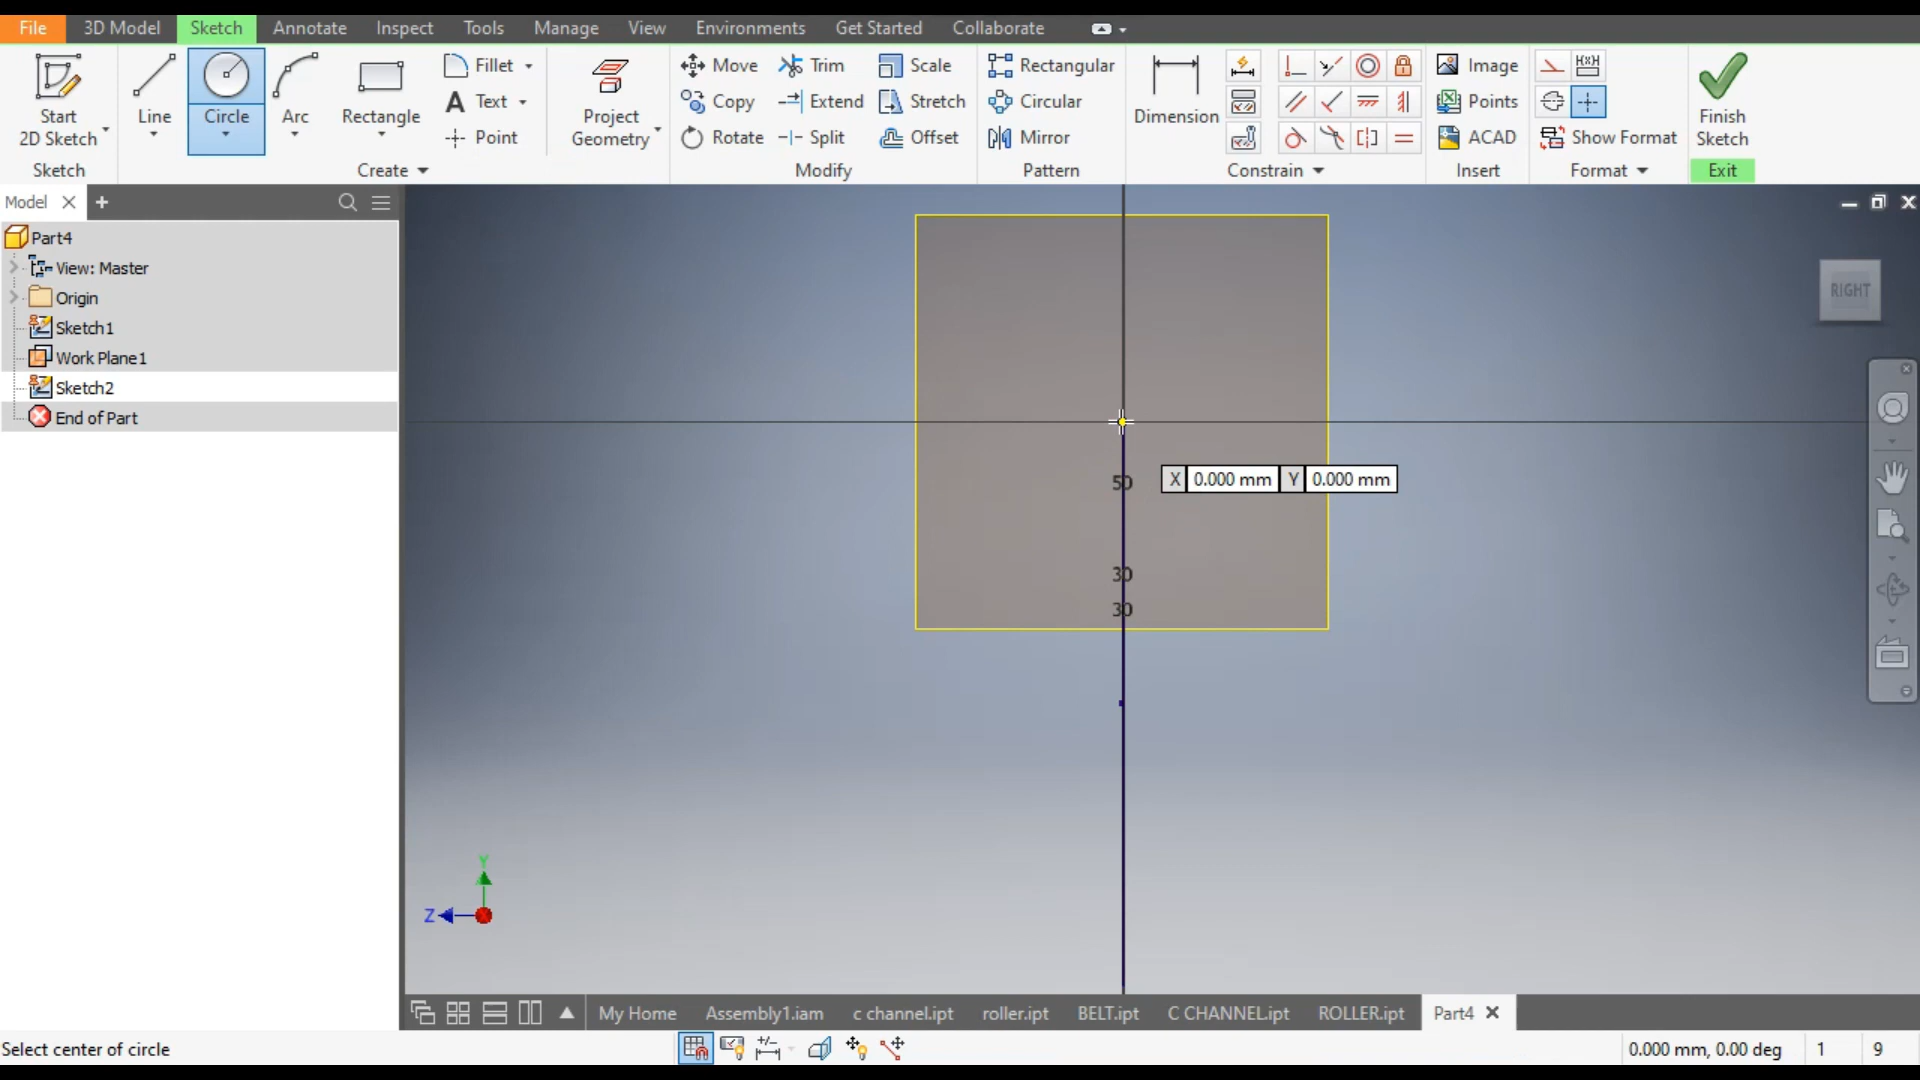 File 3D Model Sketch Annotate Inspect Tools Manage View Environments Get Started Collaborate
Start 2D Sketch
Line
Circle
Arc
Rectangle
Fillet
Text
Point
Project Geometry
Move Trim Scale
Copy Extend Stretch
Rotate Split Offset
Rectangular
Circular
Mirror
Dimension
Image
Points
ACAD
Show Format
Finish Sketch
Sketch Create Modify Pattern Constrain Insert Format Exit
Model
Part4
View: Master
Origin
Sketch1
Work Plane1
Sketch2
End of Part
RIGHT
50
X 0.000 mm Y 0.000 mm
30
30
Y
Z
My Home Assembly1.iam c channel.ipt roller.ipt BELT.ipt C CHANNEL.ipt ROLLER.ipt Part4
Select center of circle
0.000 mm, 0.00 deg 1 9